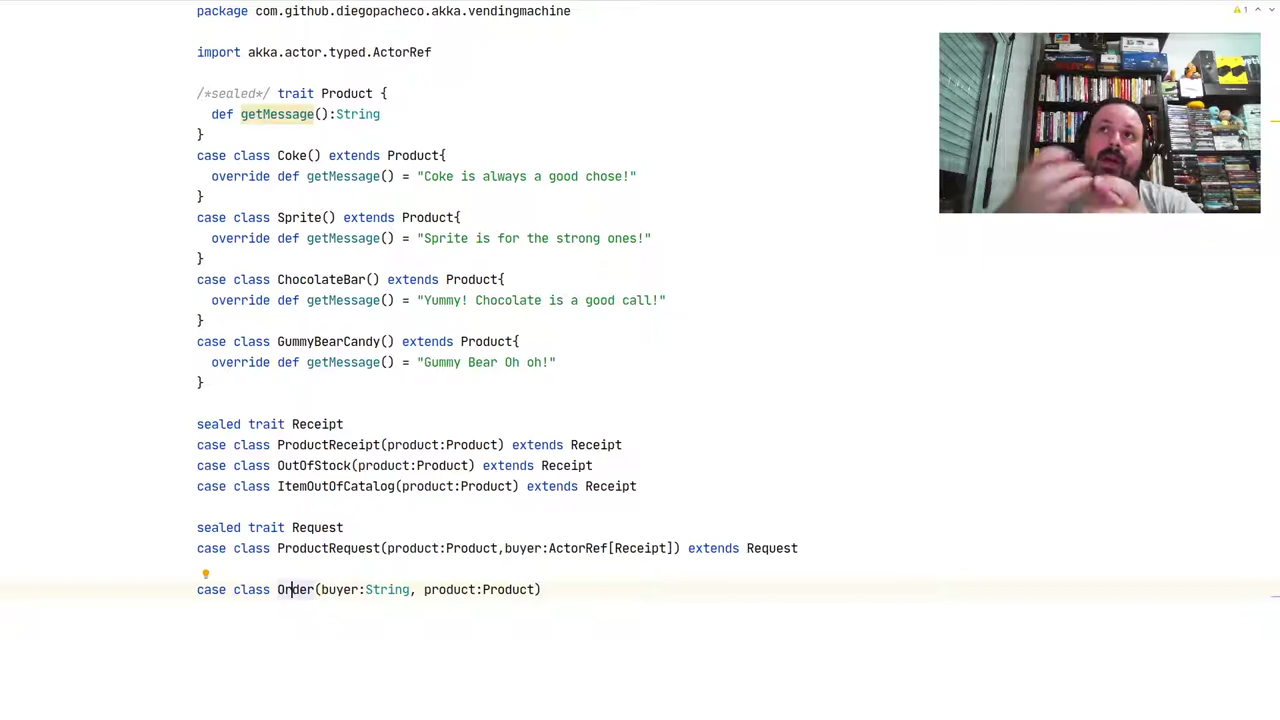 package com.github.diegopacheco.akka.vendingmachine
1
import akka.actor.typed.ActorRef
/*sealed*/ trait Product {
def getMessage():String
}
case class Coke() extends Product{
override def getMessage() = "Coke is always a good chose!"
}
case class Sprite() extends Product{
override def getMessage() = "Sprite is for the strong ones!"
}
case class ChocolateBar() extends Product{
override def getMessage() = "Yummy! Chocolate is a good call!"
}
case class GummyBearCandy() extends Product{
override def getMessage() = "Gummy Bear Oh oh!"
}
sealed trait Receipt
case class ProductReceipt(product:Product) extends Receipt
case class OutOfStock(product:Product) extends Receipt
case class ItemOutOfCatalog(product:Product) extends Receipt
sealed trait Request
case class ProductRequest(product:Product,buyer:ActorRef[Receipt]) extends Request
case class Order(buyer:String, product:Product)